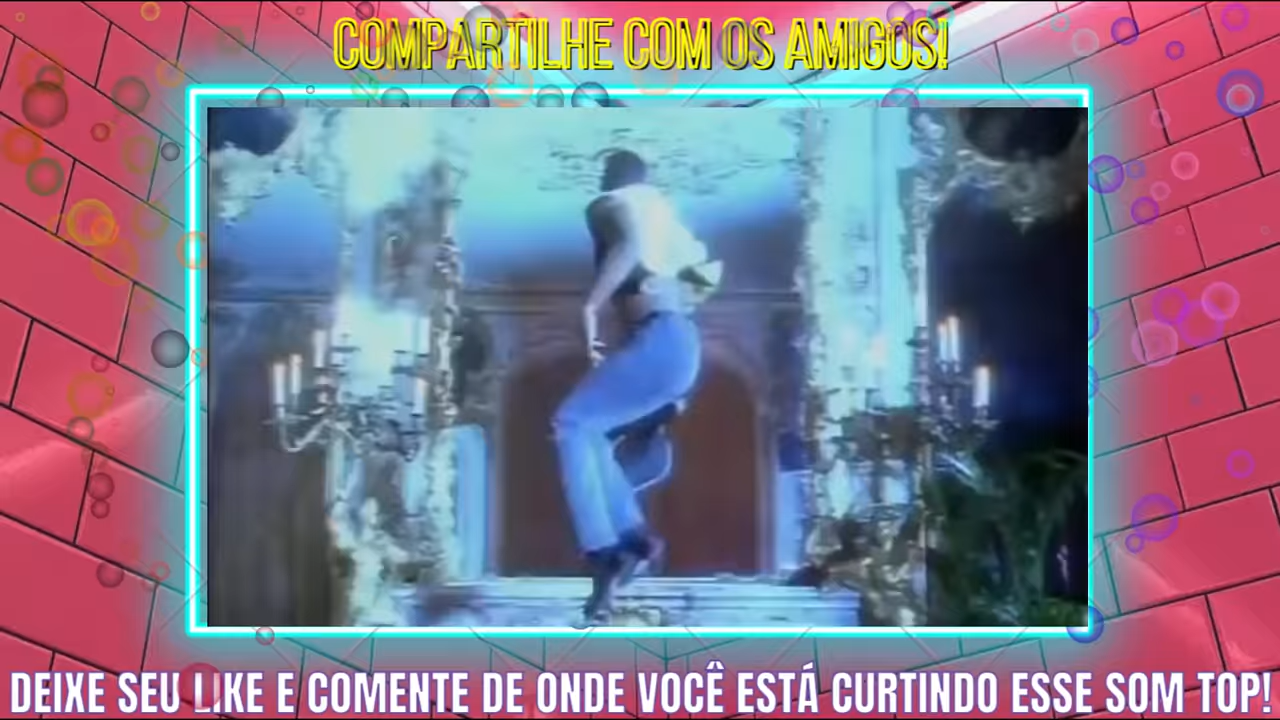 COMPARTILHE COM OS AMIGOS!
DEIXE SEU LIKE E COMENTE DE ONDE VOCÊ ESTÁ CURTINDO ESSE SOM TOP!